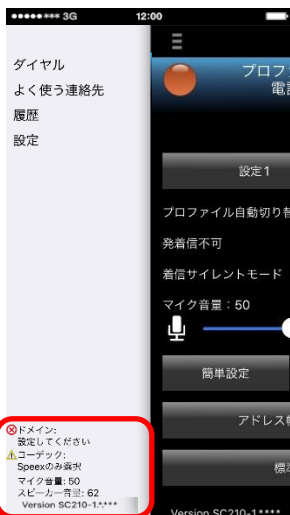 ●●●●●*** 3G 12:00
ダイヤル
よく使う連絡先
履歴
設定
プロフ
電
設定1
プロファイル自動切り替
発着信不可
着信サイレントモード
マイク音量：50
簡単設定
アドレス帳
標準
ドメイン:
設定してください
コーデック:
Speexのみ選択
マイク音量: 50
スピーカー音量: 62
Version SC210-1.*.***
Version SC210-1****